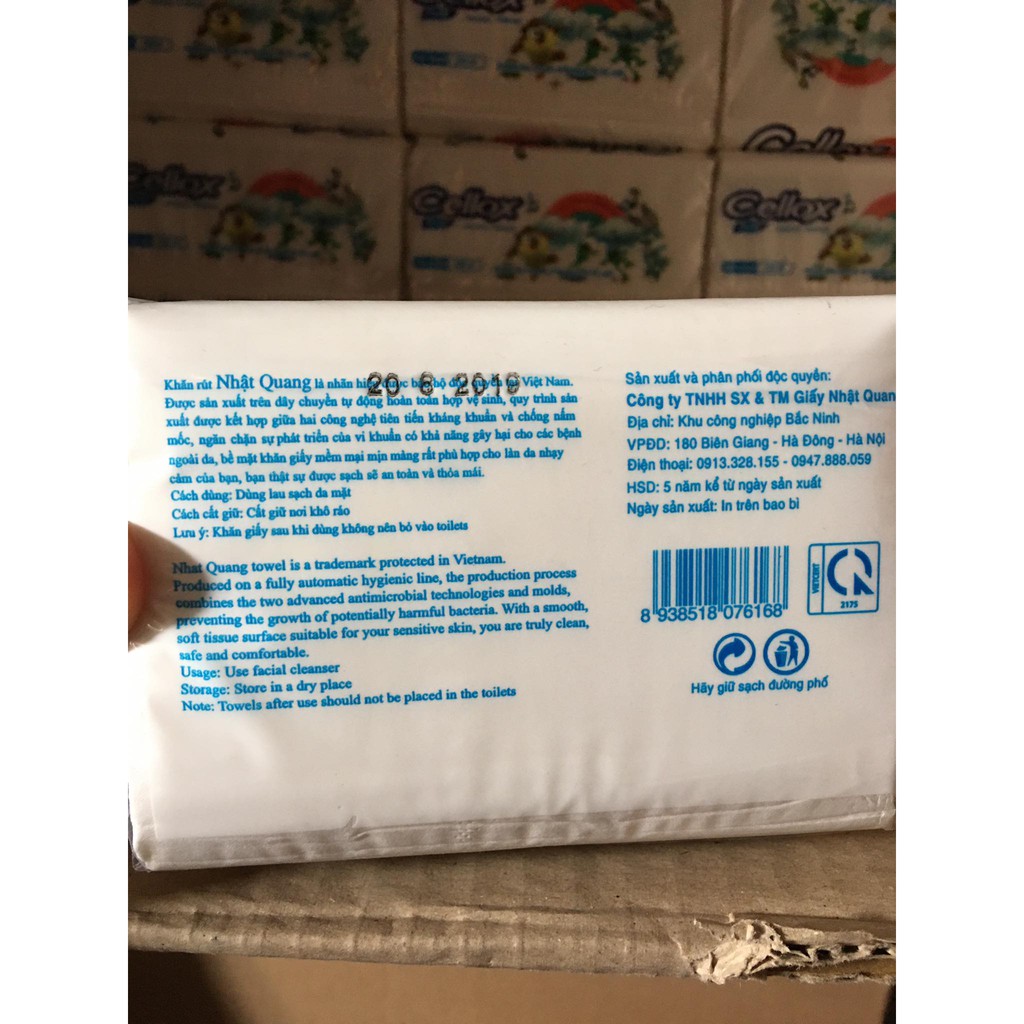 Cellox
Cellox
Cellox
Khăn rút Nhật Quang là nhãn hiệu được bảo hộ độc quyền tại Việt Nam.
20 6 2019
Được sản xuất trên dây chuyền tự động hoàn toàn hợp vệ sinh, quy trình sản
xuất được kết hợp giữa hai công nghệ tiên tiến kháng khuẩn và chống nấm
mốc, ngăn chặn sự phát triển của vi khuẩn có khả năng gây hại cho các bệnh
ngoài da, bề mặt khăn giấy mềm mại mịn màng rất phù hợp cho làn da nhạy
cảm của bạn, bạn thật sự được sạch sẽ an toàn và thỏa mái.
Cách dùng: Dùng lau sạch da mặt
Cách cất giữ: Cất giữ nơi khô ráo
Lưu ý: Khăn giấy sau khi dùng không nên bỏ vào toilets
Nhat Quang towel is a trademark protected in Vietnam.
Produced on a fully automatic hygienic line, the production process
combines the two advanced antimicrobial technologies and molds,
preventing the growth of potentially harmful bacteria. With a smooth,
soft tissue surface suitable for your sensitive skin, you are truly clean,
safe and comfortable.
Usage: Use facial cleanser
Storage: Store in a dry place
Note: Towels after use should not be placed in the toilets
Sản xuất và phân phối độc quyền:
Công ty TNHH SX & TM Giấy Nhật Quan
Địa chỉ: Khu công nghiệp Bắc Ninh
VPĐD: 180 Biên Giang - Hà Đông - Hà Nội
Điện thoại: 0913.328.155 - 0947.888.059
HSD: 5 năm kể từ ngày sản xuất
Ngày sản xuất: In trên bao bì
8 938518 076168
VIETCERT
3175
Hãy giữ sạch đường phố